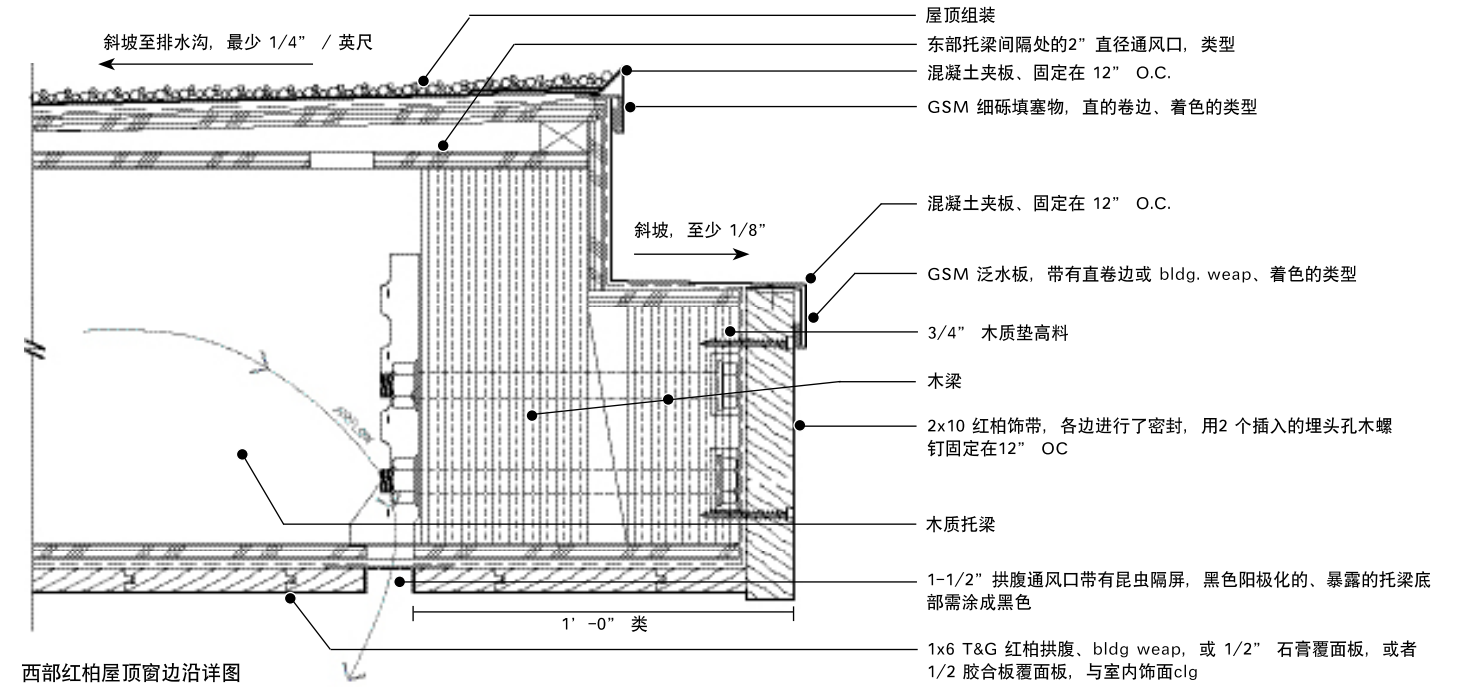 屋顶组装
斜坡至排水沟，最少 1/4” / 英尺
东部托梁间隔处的2” 直径通风口，类型
混凝土夹板、固定在 12” O.C.
GSM 细砾填塞物，直的卷边、着色的类型
混凝土夹板、固定在 12” O.C.
斜坡，至少 1/8”
GSM 泛水板，带有直卷边或 bldg. weap、着色的类型
3/4” 木质垫高料
木梁
AIRFLOW
2x10 红柏饰带，各边进行了密封，用2 个插入的埋头孔木螺
钉固定在12” OC
木质托梁
1-1/2” 拱腹通风口带有昆虫隔屏，黑色阳极化的、暴露的托梁底
部需涂成黑色
1’ -0” 类
1x6 T&G 红柏拱腹、bldg weap，或 1/2” 石膏覆面板，或者
1/2 胶合板覆面板，与室内饰面clg
西部红柏屋顶窗边沿详图